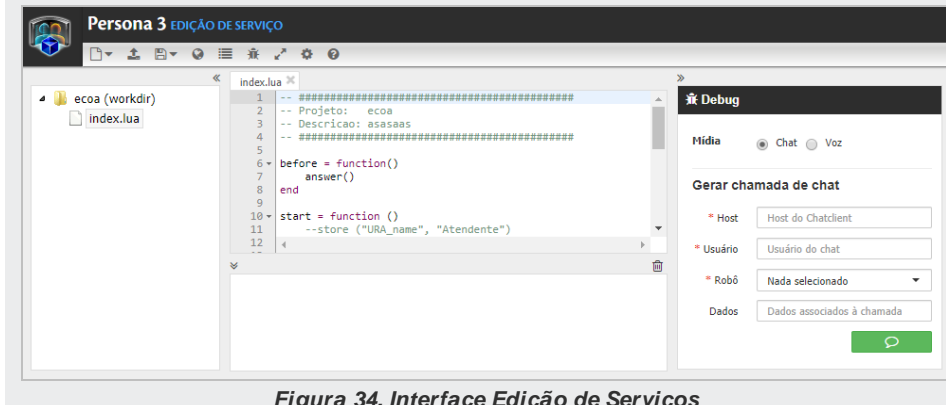 Persona 3 EDIÇÃO DE SERVIÇO
ecoa (workdir)
index.lua
index.lua
1 -- ############################################
2 -- Projeto: ecoa
3 -- Descricao: asasaas
4 -- ############################################
5
6 before = function()
7 answer()
8 end
9
10 start = function ()
11 --store ("URA_name", "Atendente")
12
Debug
Mídia Chat Voz
Gerar chamada de chat
* Host Host do Chatclient
* Usuário Usuário do chat
* Robô Nada selecionado
Dados Dados associados à chamada
Figura 34. Interface Edição de Serviços